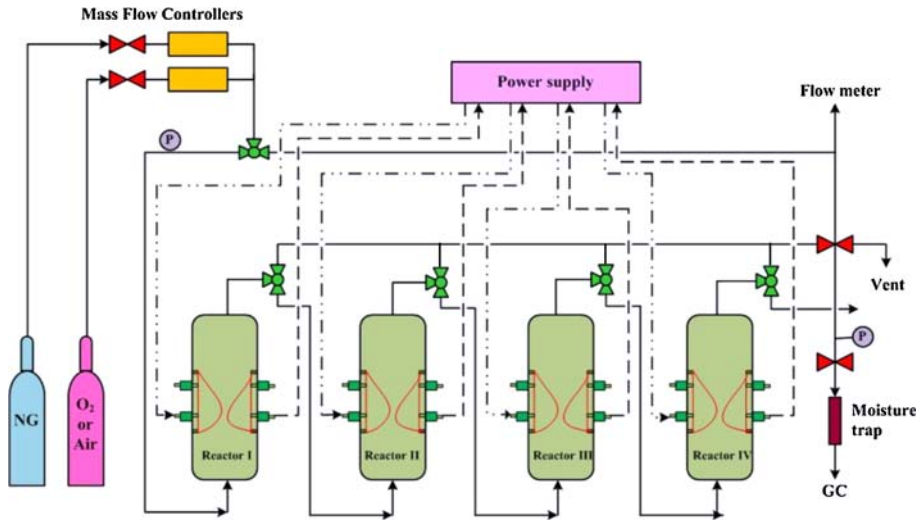 Mass Flow Controllers
Power supply
Flow meter
P
Vent
P
NG
O₂
or
Air
Reactor I
Reactor II
Reactor III
Reactor IV
Moisture
trap
GC